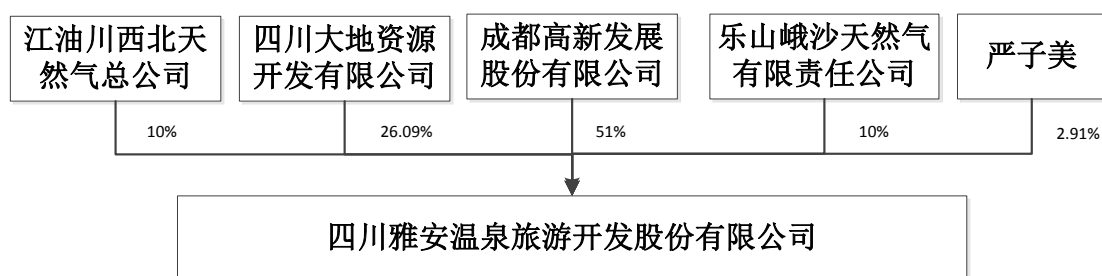 江油川西北天
然气总公司
四川大地资源
开发有限公司
成都高新发展
股份有限公司
乐山峨沙天然气
有限责任公司
严子美
10%
26.09%
51%
10%
2.91%
四川雅安温泉旅游开发股份有限公司